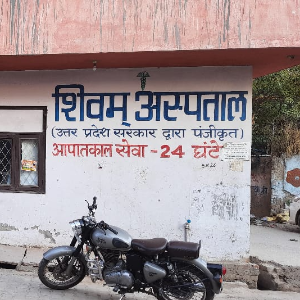 शिवम् अस्पताल
(उत्तर प्रदेश सरकार द्वारा पंजीकृत)
आपातकाल सेवा - 24 घंटे